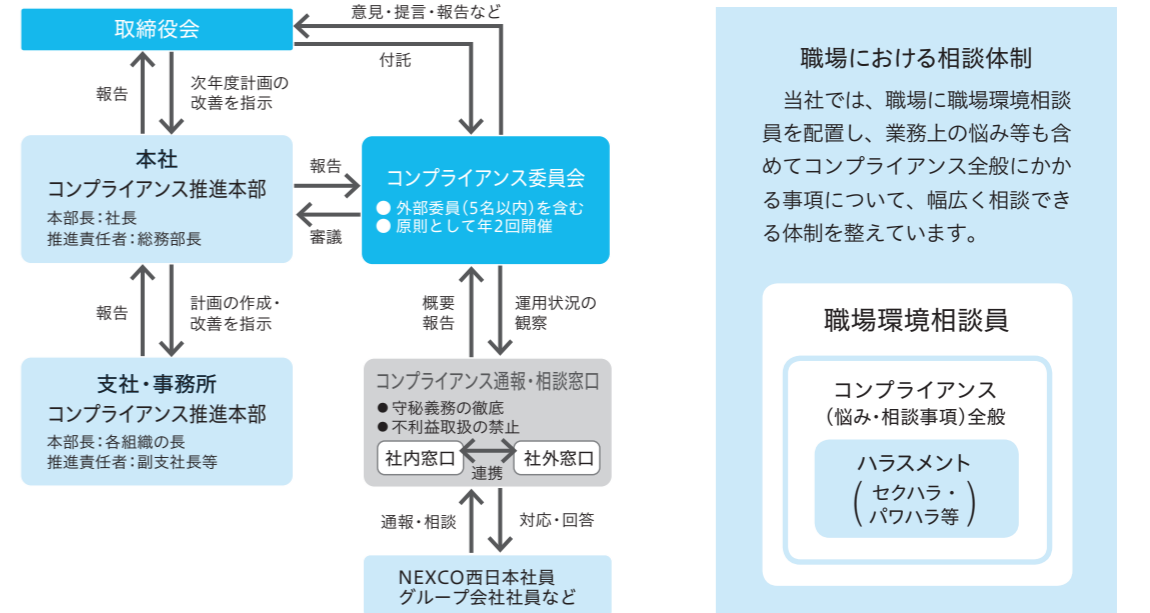 取締役会
意見・提言・報告など
付託
報告
次年度計画の
改善を指示
本社
コンプライアンス推進本部
本部長：社長
推進責任者：総務部長
報告
審議
コンプライアンス委員会
● 外部委員（5名以内）を含む
● 原則として年2回開催
報告
計画の作成・
改善を指示
概要
報告
運用状況の
観察
支社・事務所
コンプライアンス推進本部
本部長：各組織の長
推進責任者：副支社長等
コンプライアンス通報・相談窓口
● 守秘義務の徹底
● 不利益取扱の禁止
社内窓口
社外窓口
連携
通報・相談
対応・回答
NEXCO西日本社員
グループ会社社員など
職場における相談体制
　当社では、職場に職場環境相談
員を配置し、業務上の悩み等も含
めてコンプライアンス全般にかか
る事項について、幅広く相談でき
る体制を整えています。
職場環境相談員
コンプライアンス
（悩み・相談事項）全般
ハラスメント
（セクハラ・
パワハラ等）